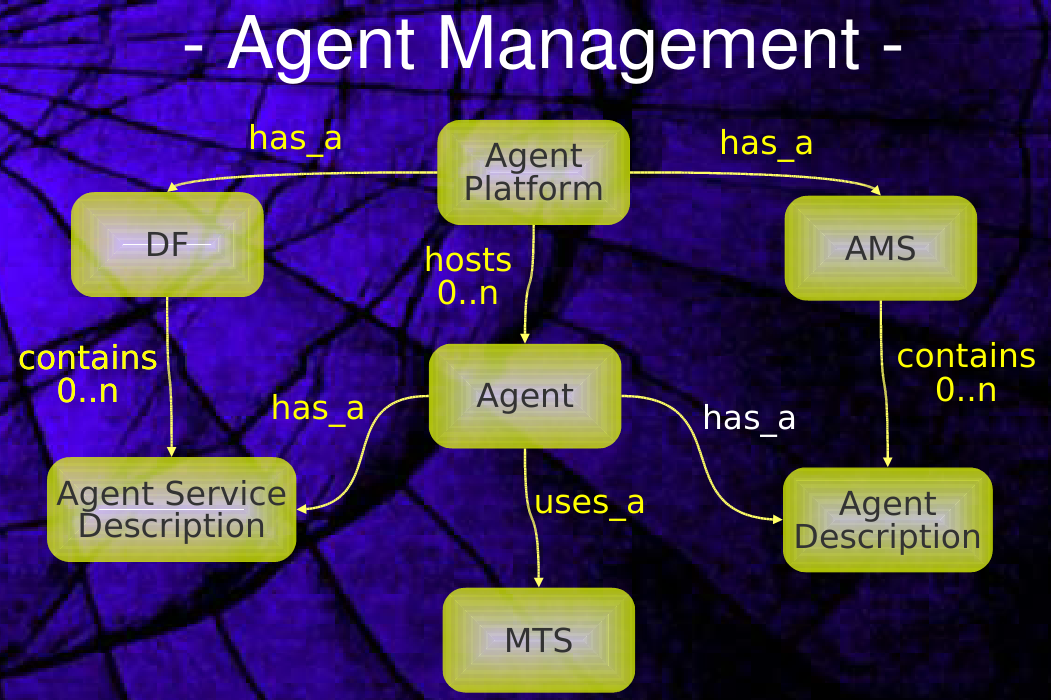 - Agent Management -
has_a
has_a
Agent
Platform
DF
AMS
hosts
0..n
contains
0..n
contains
0..n
Agent
has_a
has_a
Agent Service
Description
uses_a
Agent
Description
MTS